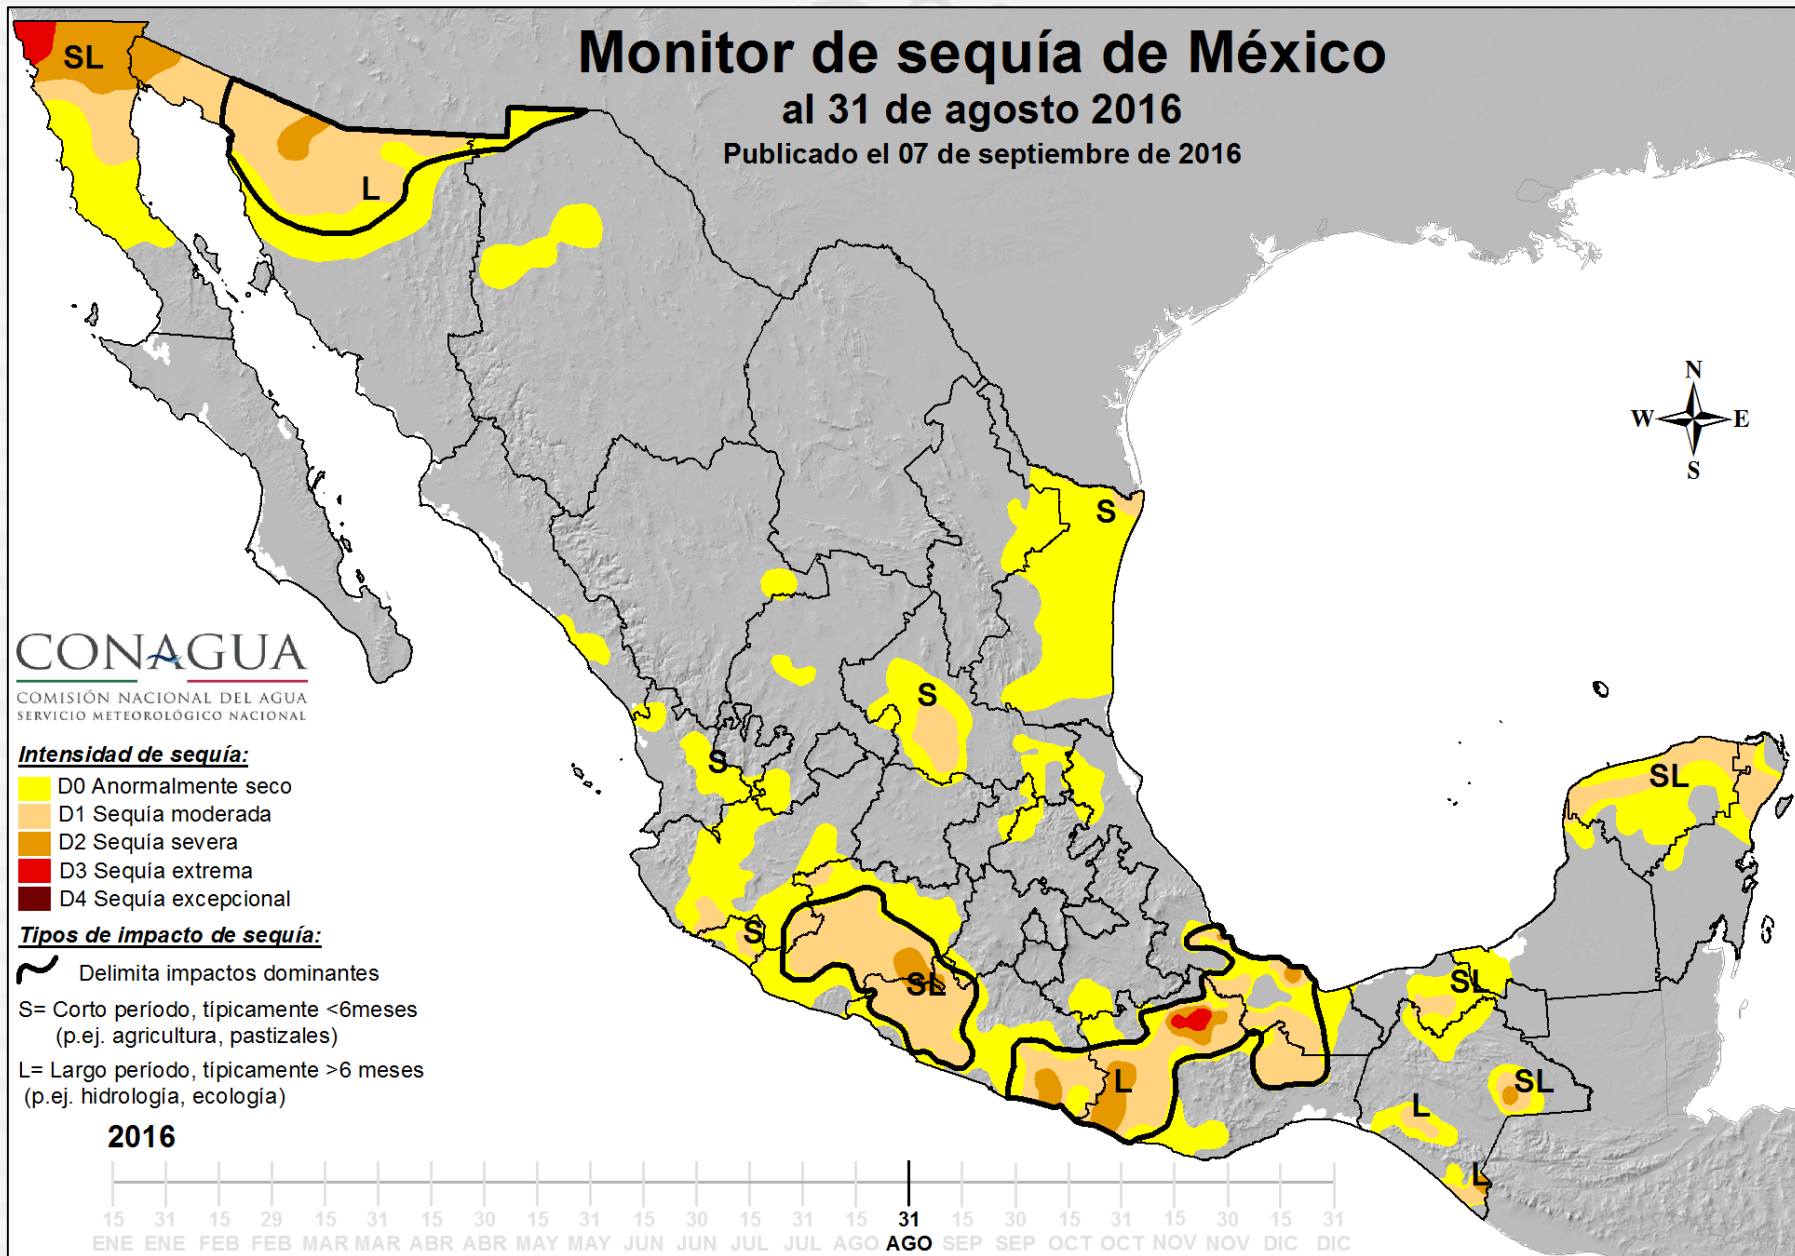 Monitor de sequía de México
al 31 de agosto 2016
Publicado el 07 de septiembre de 2016
SL
L
N
W E
S
S
S
S
S
SL
L
SL
SL
SL
L
L
CONAGUA
COMISIÓN NACIONAL DEL AGUA
SERVICIO METEOROLÓGICO NACIONAL
Intensidad de sequía:
D0 Anormalmente seco
D1 Sequía moderada
D2 Sequía severa
D3 Sequía extrema
D4 Sequía excepcional
Tipos de impacto de sequía:
Delimita impactos dominantes
S= Corto período, típicamente <6meses
(p.ej. agricultura, pastizales)
L= Largo período, típicamente >6 meses
(p.ej. hidrología, ecología)
2016
15 31 15 29 15 31 15 30 15 31 15 30 15 31 15 31 15 30 15 31 15 30 15 31
ENE ENE FEB FEB MAR MAR ABR ABR MAY MAY JUN JUN JUL JUL AGO AGO SEP SEP OCT OCT NOV NOV DIC DIC